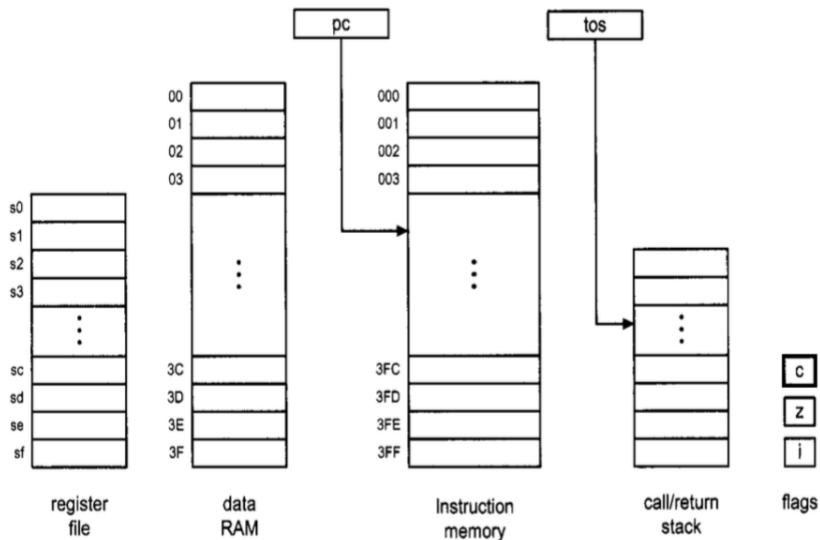 pc
tos
00
01
02
03
3C
3D
3E
3F
000
001
002
003
3FC
3FD
3FE
3FF
s0
s1
s2
s3
sc
sd
se
sf
c
z
i
register
file
data
RAM
Instruction
memory
call/return
stack
flags